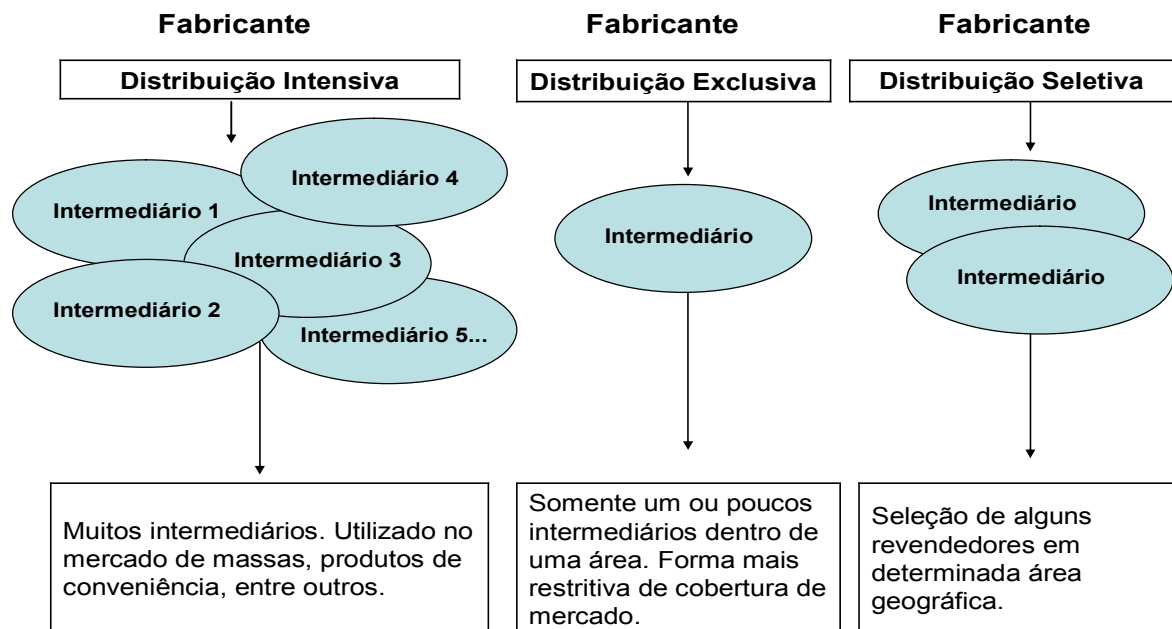 Fabricante
Distribuição Intensiva
Intermediário 4
Intermediário 1
Intermediário 3
Intermediário 2
Intermediário 5...
Muitos intermediários. Utilizado no
mercado de massas, produtos de
conveniência, entre outros.
Fabricante
Distribuição Exclusiva
Intermediário
Somente um ou poucos
intermediários dentro de
uma área. Forma mais
restritiva de cobertura de
mercado.
Fabricante
Distribuição Seletiva
Intermediário
Intermediário
Seleção de alguns
revendedores em
determinada área
geográfica.